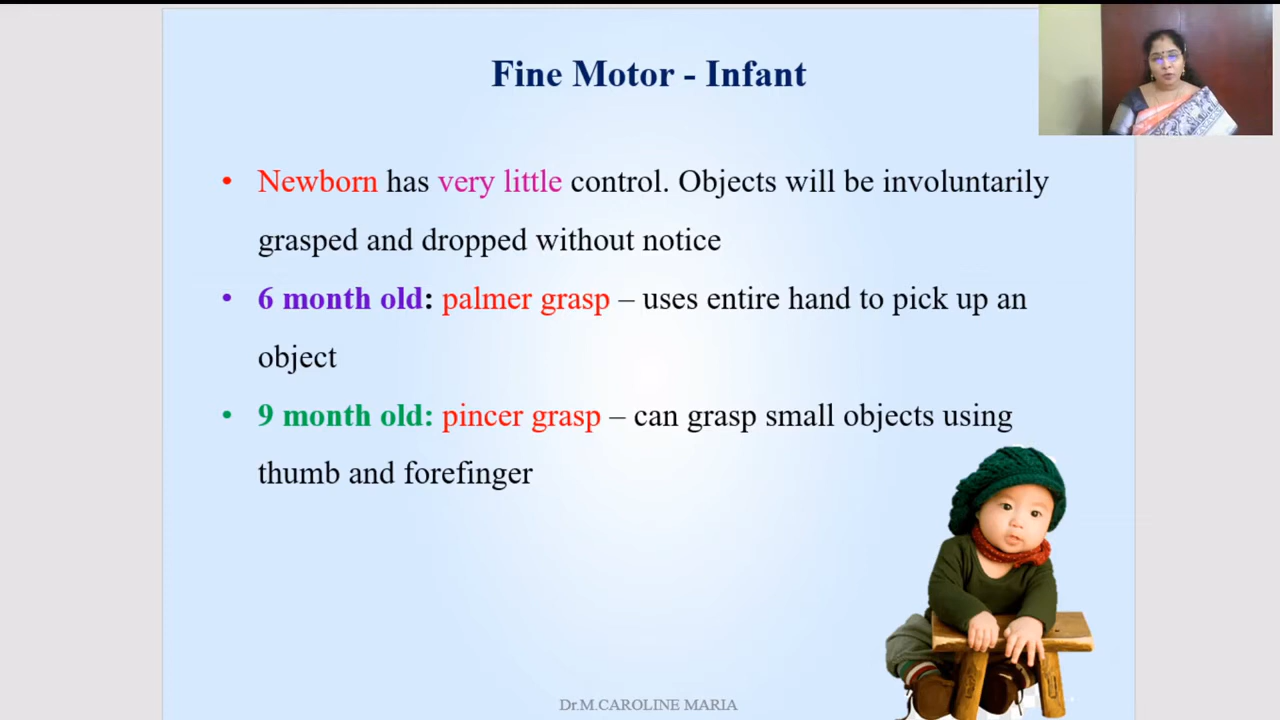 Fine Motor - Infant
• Newborn has very little control. Objects will be involuntarily
grasped and dropped without notice
• 6 month old: palmer grasp – uses entire hand to pick up an
object
• 9 month old: pincer grasp – can grasp small objects using
thumb and forefinger
Dr.M.CAROLINE MARIA